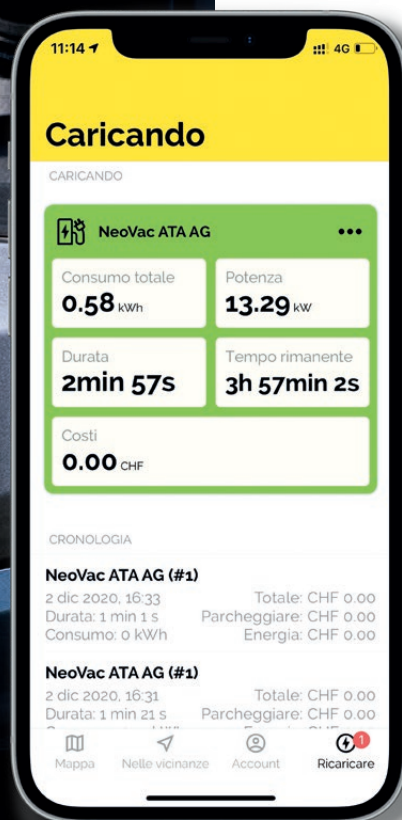 11:14 4G
Caricando
CARICANDO
NeoVac ATA AG
Consumo totale Potenza
0.58 kWh 13.29 kW
Durata Tempo rimanente
2min 57s 3h 57min 2s
Costi
0.00 CHF
CRONOLOGIA
NeoVac ATA AG (#1)
2 dic 2020, 16:33 Totale: CHF 0.00
Durata: 1 min 1 s Parcheggiare: CHF 0.00
Consumo: 0 kWh Energia: CHF 0.00
NeoVac ATA AG (#1)
2 dic 2020, 16:31 Totale: CHF 0.00
Durata: 1 min 21 s Parcheggiare: CHF 0.00
1
Mappa Nelle vicinanze Account Ricaricare